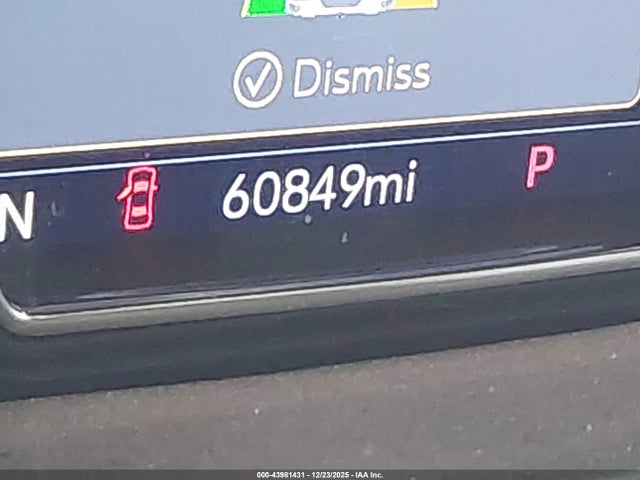 Dismiss
N 60849mi P
000-43981431 - 12/23/2025 - IAA Inc.